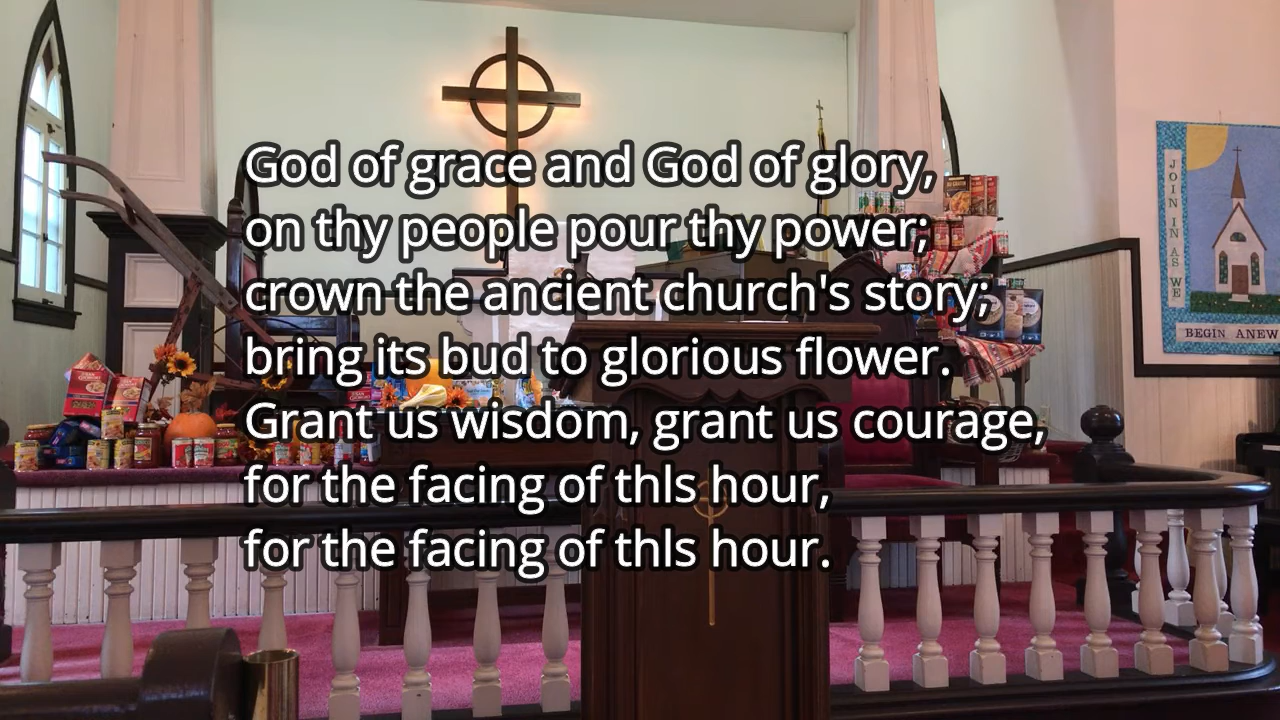 God of grace and God of glory,
on thy people pour thy power;
crown the ancient church's story;
bring its bud to glorious flower.
Grant us wisdom, grant us courage,
for the facing of thls hour,
for the facing of thls hour.
JOIN IN AS WE
BEGIN ANEW